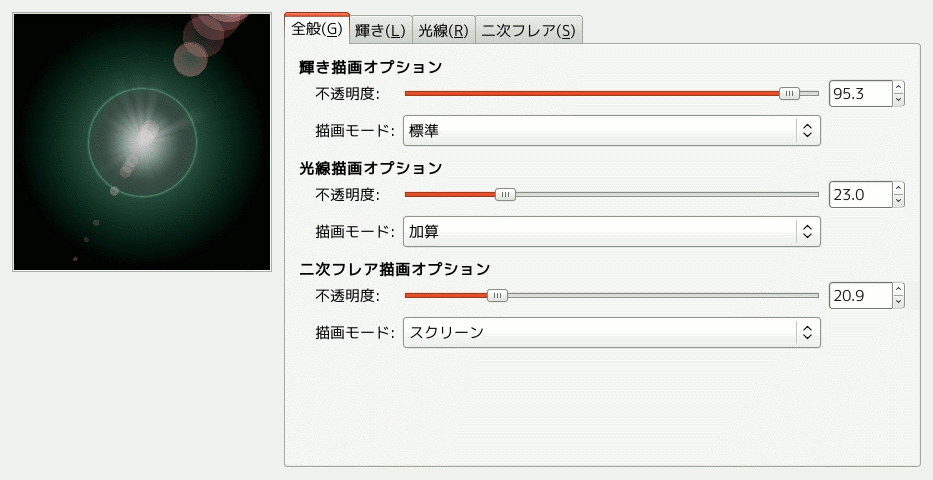 全般(G) 輝き(L) 光線(R) 二次フレア(S)
輝き描画オプション
不透明度: 95.3
描画モード: 標準
光線描画オプション
不透明度: 23.0
描画モード: 加算
二次フレア描画オプション
不透明度: 20.9
描画モード: スクリーン